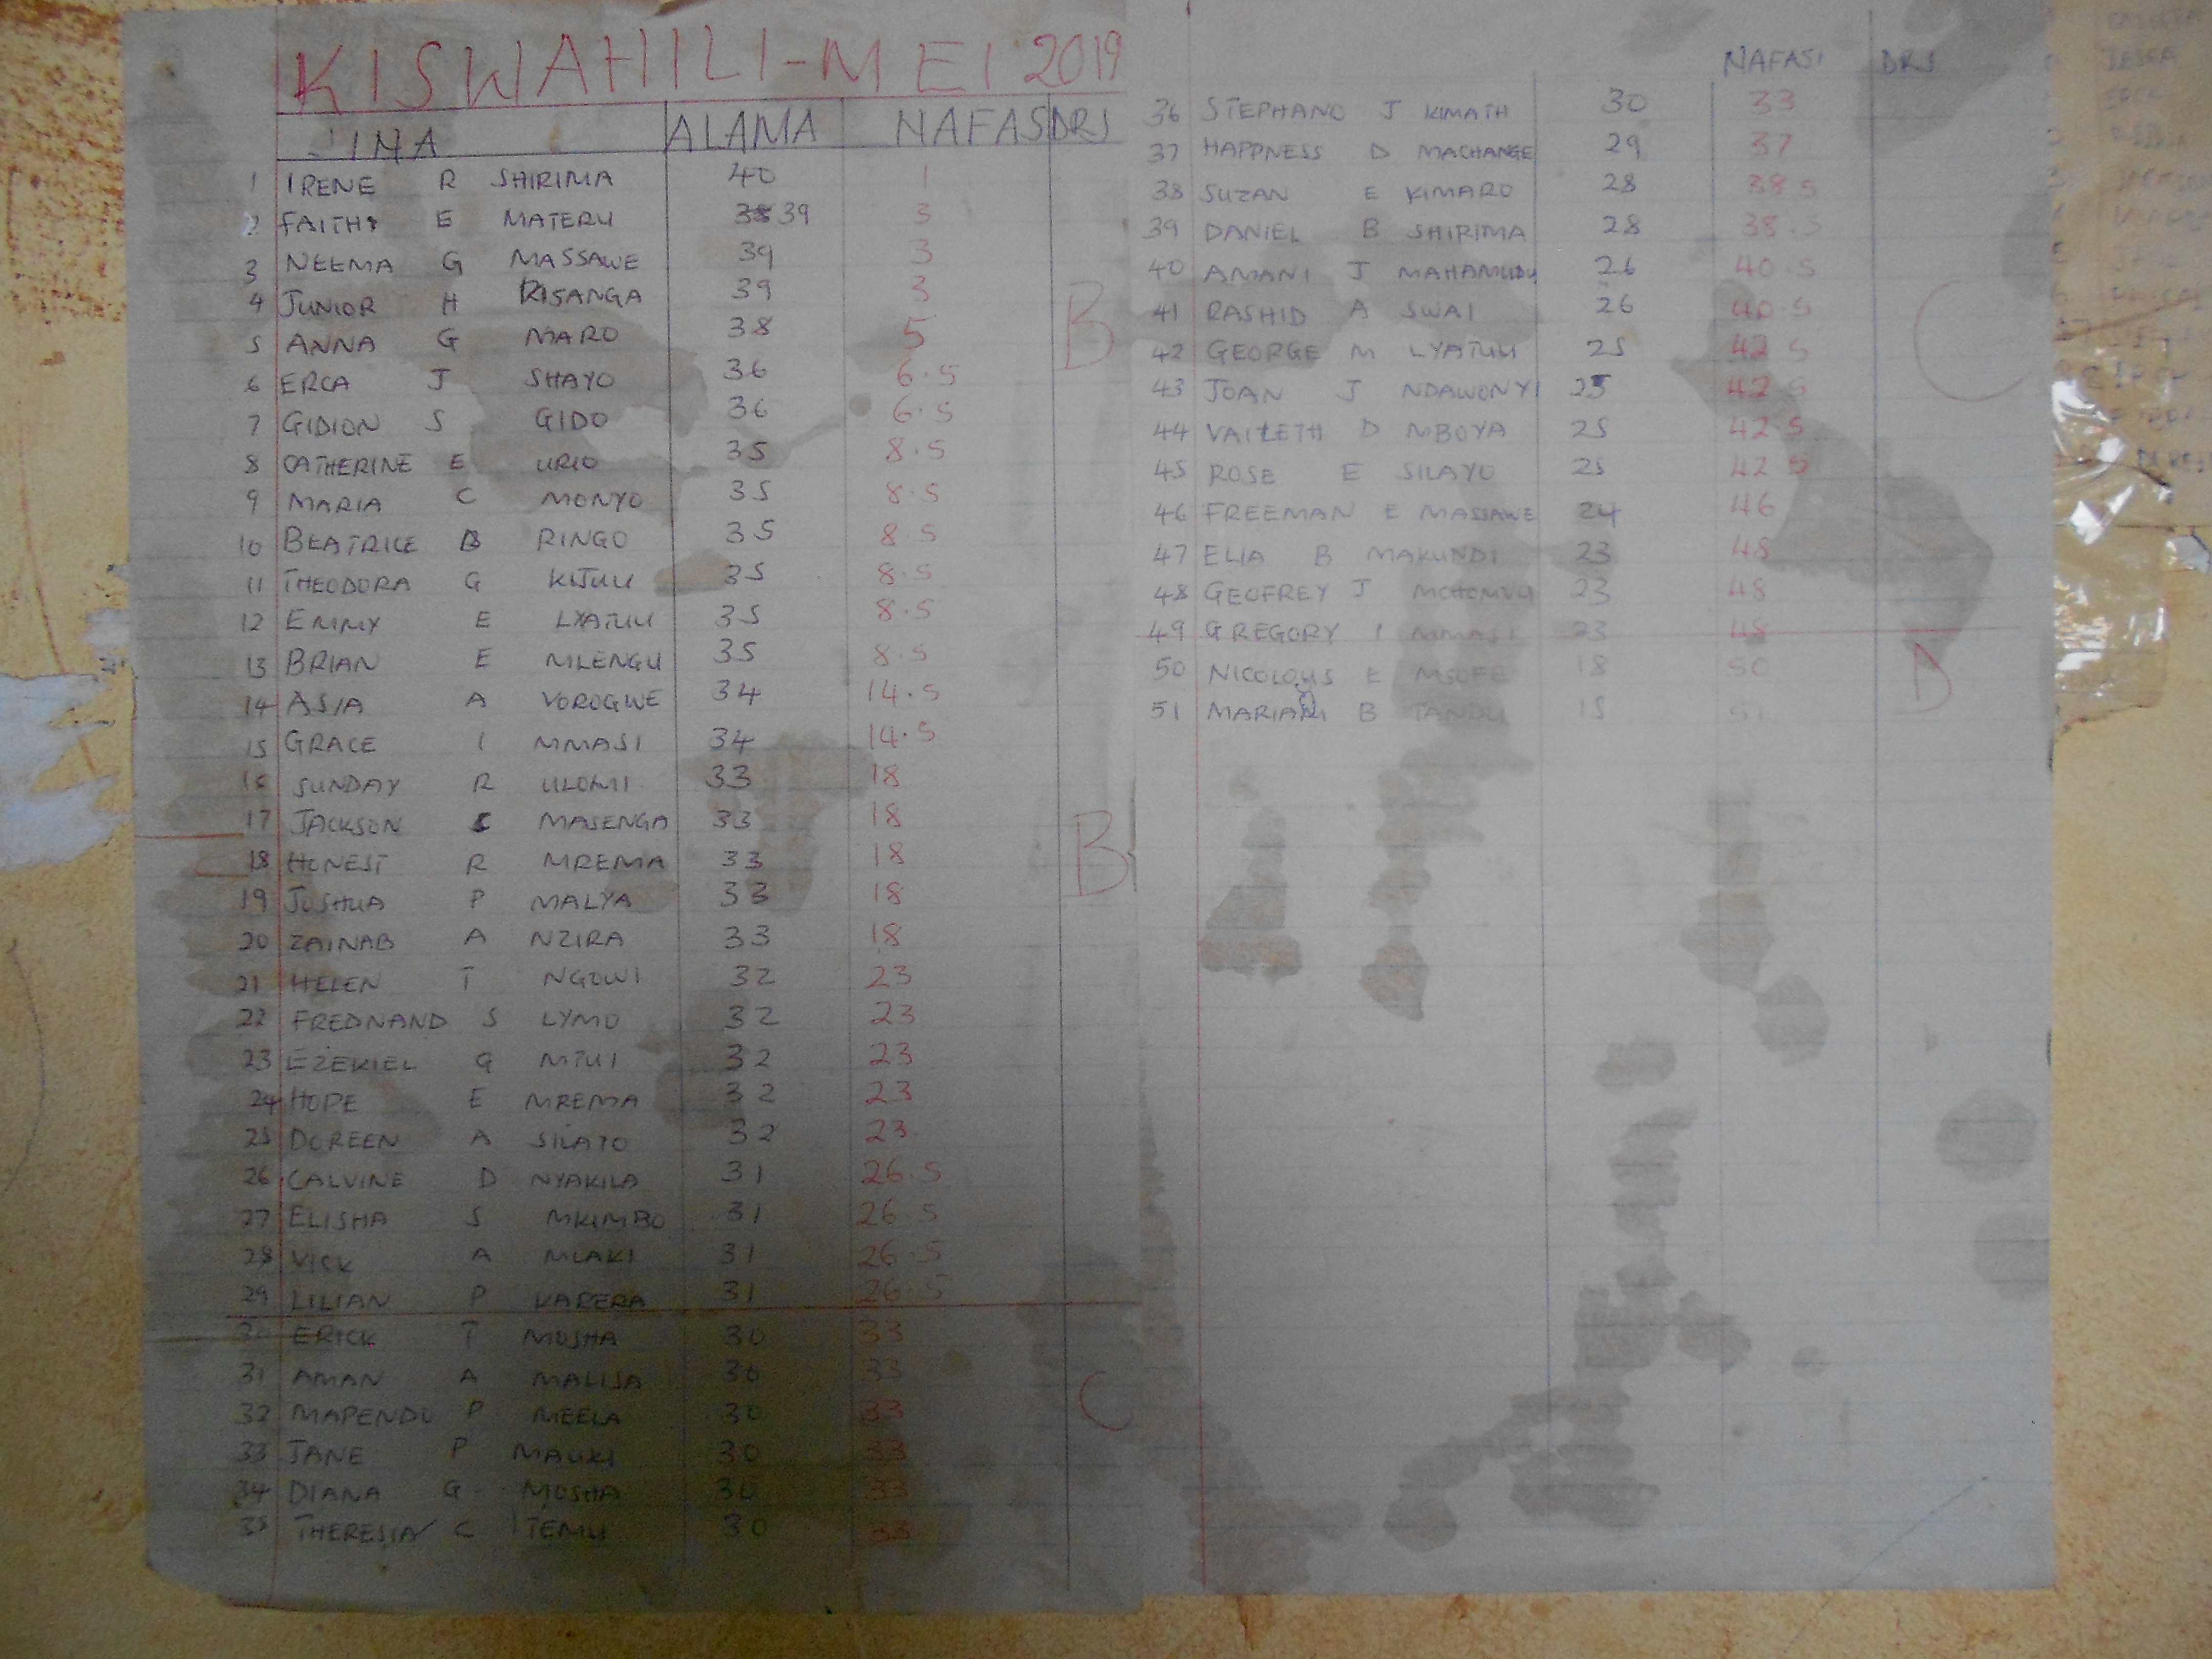 KISWAHILI-MEI 2019
JINA ALAMA NAFASI DRJ
1 IRENE R SHIRIMA 40 1
2 FAITH E MATERU 38 39 3
3 NEEMA G MASSAWE 39 3
4 JUNIOR H RISANGA 39 3
5 ANNA G MARO 38 5
B
6 ERCA J SHAYO 36 6.5
7 GIDION S GIDO 36 6.5
8 CATHERINE E URIO 35 8.5
9 MARIA C MONYO 35 8.5
10 BEATRICE B RINGO 35 8.5
11 THEODORA G KITUU 35 8.5
12 EMMY E LYATUU 35 8.5
13 BRIAN E MLENGU 35 8.5
14 ASIA A VOROGWE 34 14.5
15 GRACE I MMASI 34 14.5
16 SUNDAY R ULOMI 33 18
17 JACKSON MASENGA 33 18
B
18 HONEST R MREMA 33 18
19 JOSHUA P MALYA 33 18
20 ZAINAB A NZIRA 33 18
21 HELEN T NGOWI 32 23
22 FREDNAND S LYMO 32 23
23 EZEKIEL G MTUI 32 23
24 HOPE E MREMA 32 23
25 DOREEN A SILAYO 32 23
26 CALVINE D NYAKILA 31 26.5
27 ELISHA S MKIMBO 31 26.5
28 VICK A MLAKI 31 26.5
29 LILIAN P KARERA 31 26.5
30 ERICK T MOSHA 30 33
31 AMAN A MALISA 30 33
C
32 MAPENDO P MEELA 30 33
33 JANE P MAUKI 30 33
34 DIANA G MOSHA 30 33
35 THERESIA C TEMU 30 33
NAFASI DRJ
36 STEPHANO J KIMATH 30 33
37 HAPPNESS D MACHANGE 29 37
38 SUZAN E KIMARO 28 38.5
39 DANIEL B SHIRIMA 28 38.5
40 AMANI J MAHAMUDU 26 40.5
41 RASHID A SWAI 26 40.5
C
42 GEORGE M LYATUU 25 42.5
43 JOAN J NDAWONYI 25 42.5
44 VAILETH D MBOYA 25 42.5
45 ROSE E SILAYO 25 42.5
46 FREEMAN E MASSAWE 24 46
47 ELIA B MAKUNDI 23 48
48 GEOFREY J MCHOMVU 23 48
49 GREGORY I MMASI 23 48
50 NICOLOUS E MSOFE 18 50
D
51 MARIAM B TANDU 15 51